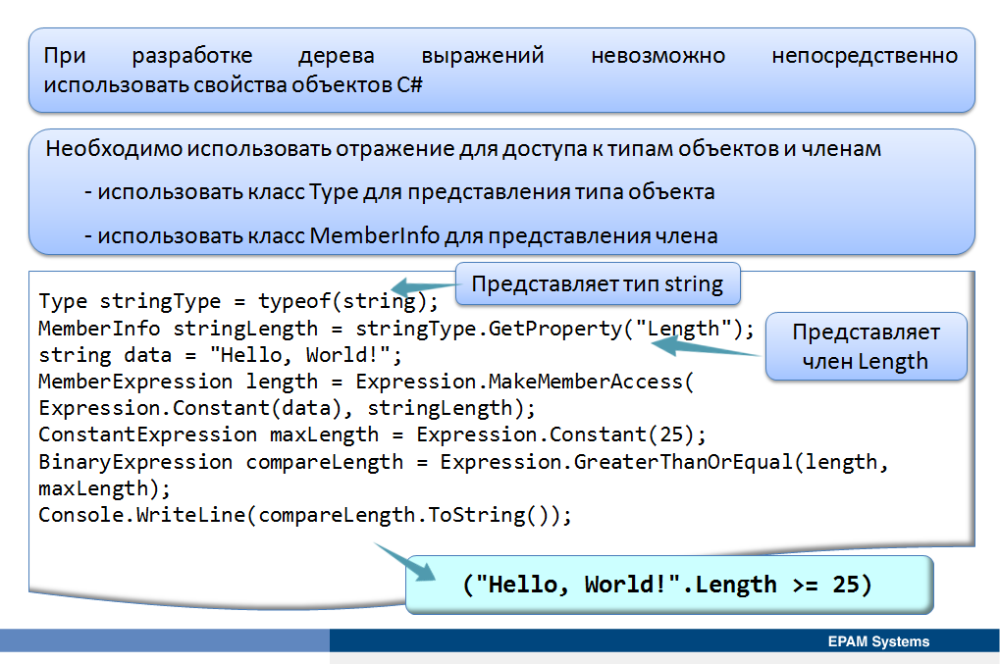 При разработке дерева выражений невозможно непосредственно
использовать свойства объектов C#
Необходимо использовать отражение для доступа к типам объектов и членам
- использовать класс Type для представления типа объекта
- использовать класс MemberInfo для представления члена
Представляет тип string
Type stringType = typeof(string);
MemberInfo stringLength = stringType.GetProperty("Length");
Представляет
член Length
string data = "Hello, World!";
MemberExpression length = Expression.MakeMemberAccess(
Expression.Constant(data), stringLength);
ConstantExpression maxLength = Expression.Constant(25);
BinaryExpression compareLength = Expression.GreaterThanOrEqual(length,
maxLength);
Console.WriteLine(compareLength.ToString());
("Hello, World!".Length >= 25)
EPAM Systems